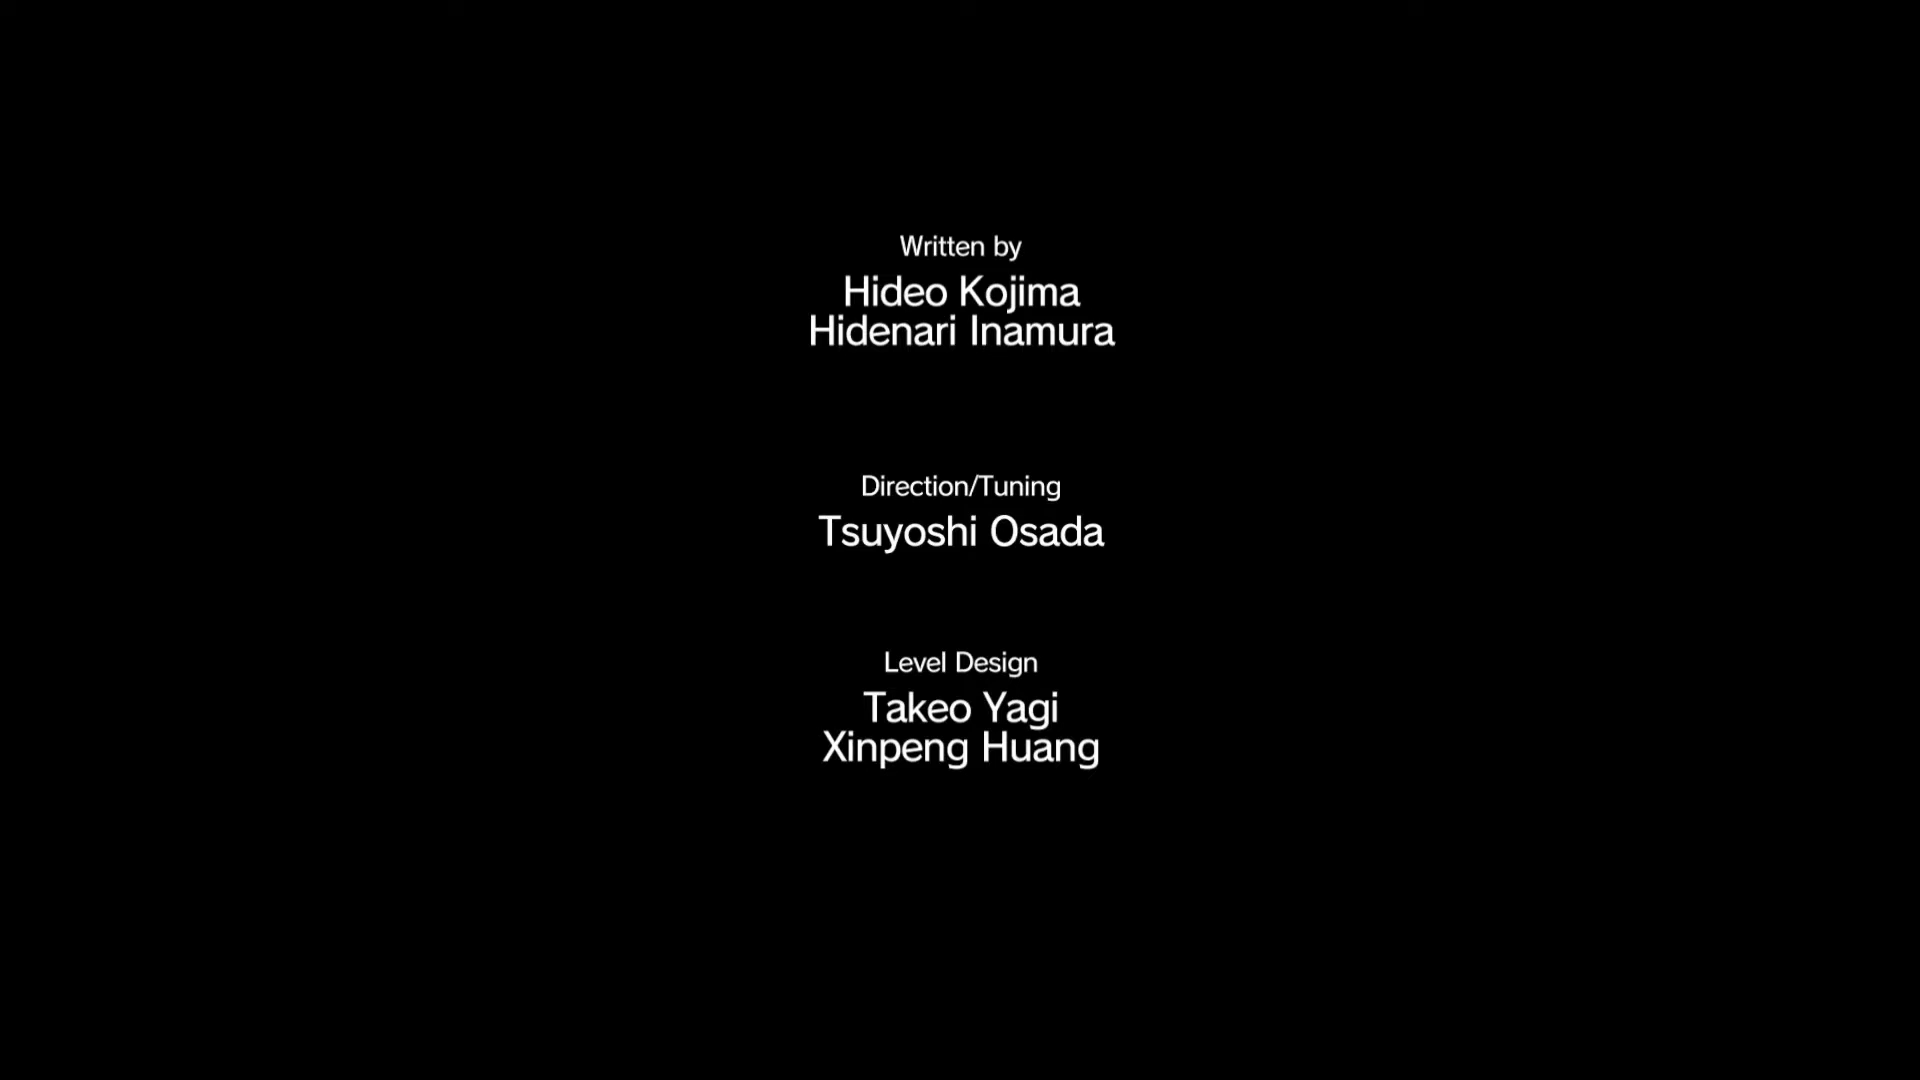 Written by
Hideo Kojima
Hidenari Inamura
Direction/Tuning
Tsuyoshi Osada
Level Design
Takeo Yagi
Xinpeng Huang